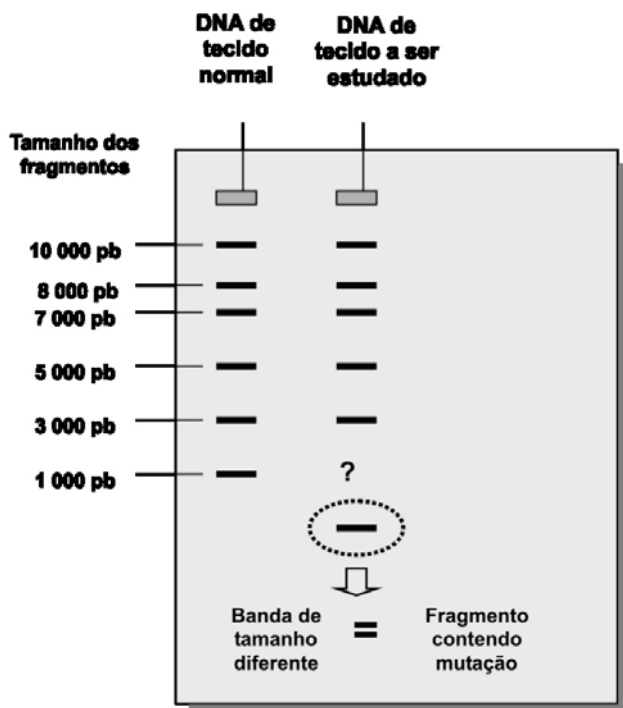 DNA de
tecido
normal
DNA de
tecido a ser
estudado
Tamanho dos
fragmentos
10 000 pb
8 000 pb
7 000 pb
5 000 pb
3 000 pb
1 000 pb
?
Banda de
tamanho
diferente
=
Fragmento
contendo
mutação